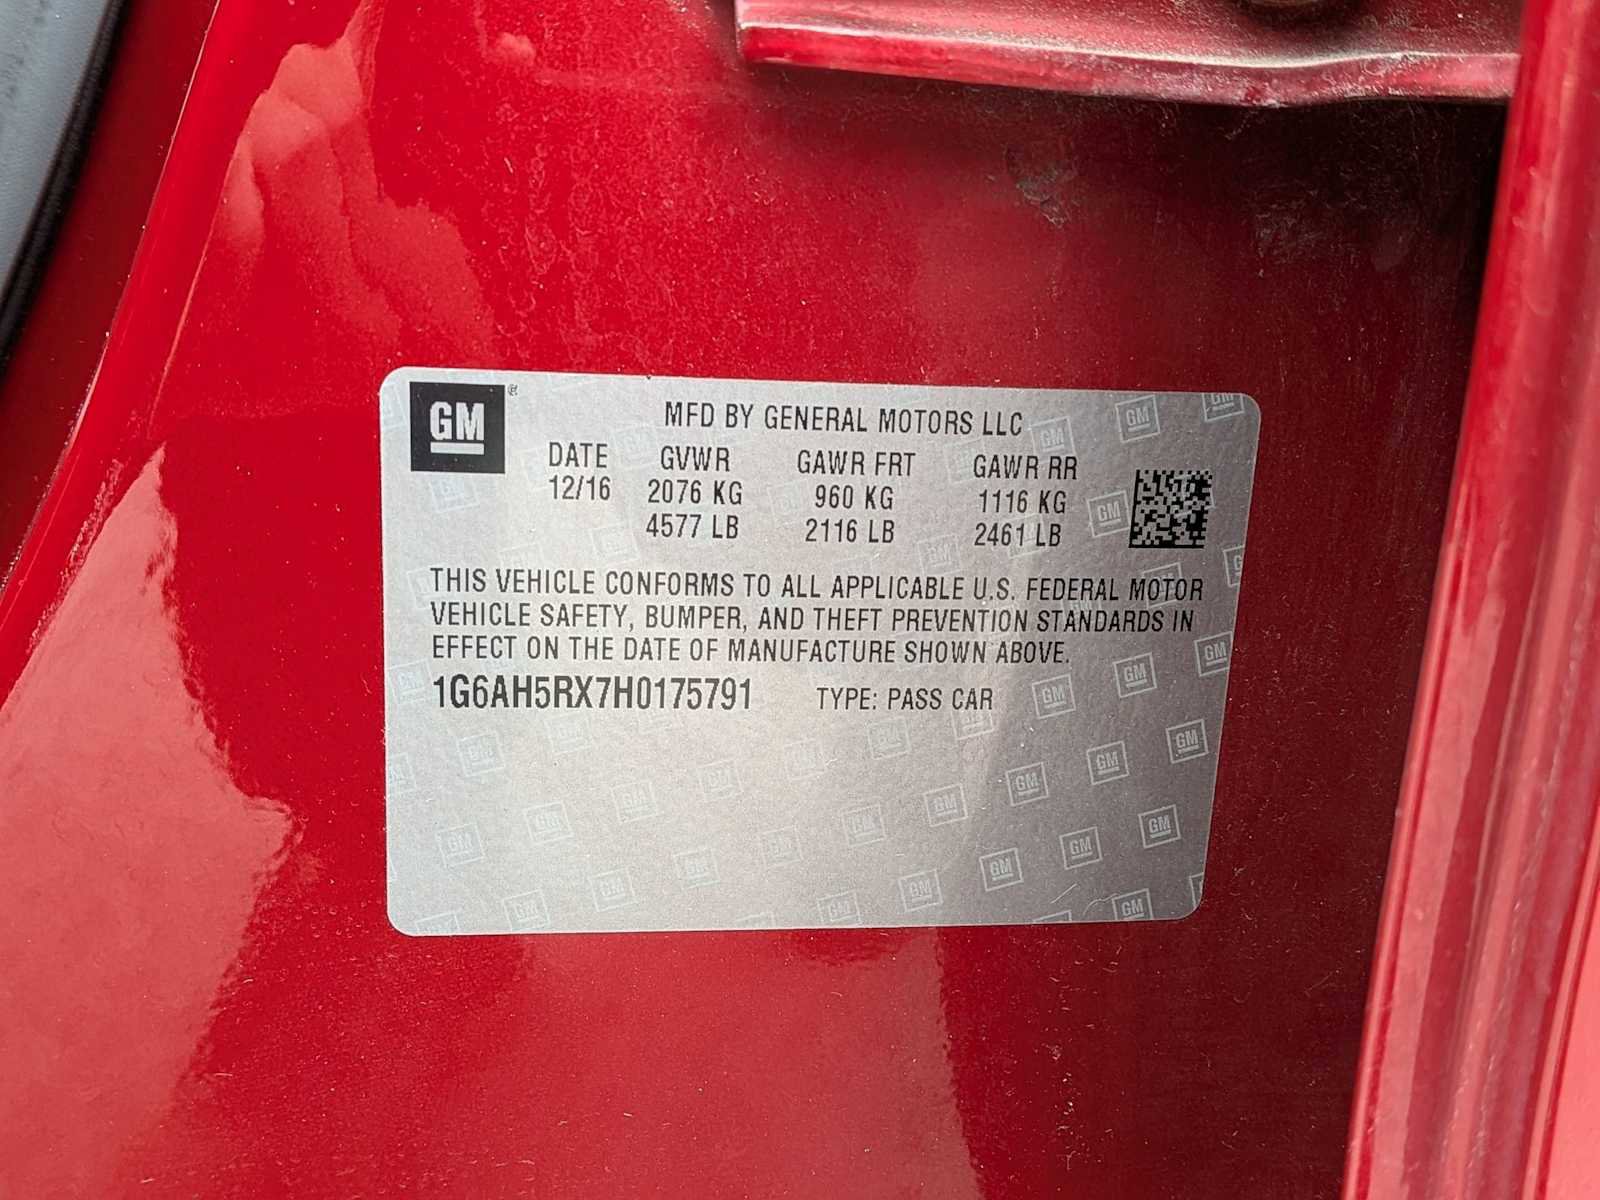 GM
MFD BY GENERAL MOTORS LLC
DATE GVWR GAWR FRT GAWR RR
12/16 2076 KG 960 KG 1116 KG
4577 LB 2116 LB 2461 LB
THIS VEHICLE CONFORMS TO ALL APPLICABLE U.S. FEDERAL MOTOR
VEHICLE SAFETY, BUMPER, AND THEFT PREVENTION STANDARDS IN
EFFECT ON THE DATE OF MANUFACTURE SHOWN ABOVE.
1G6AH5RX7H0175791 TYPE: PASS CAR